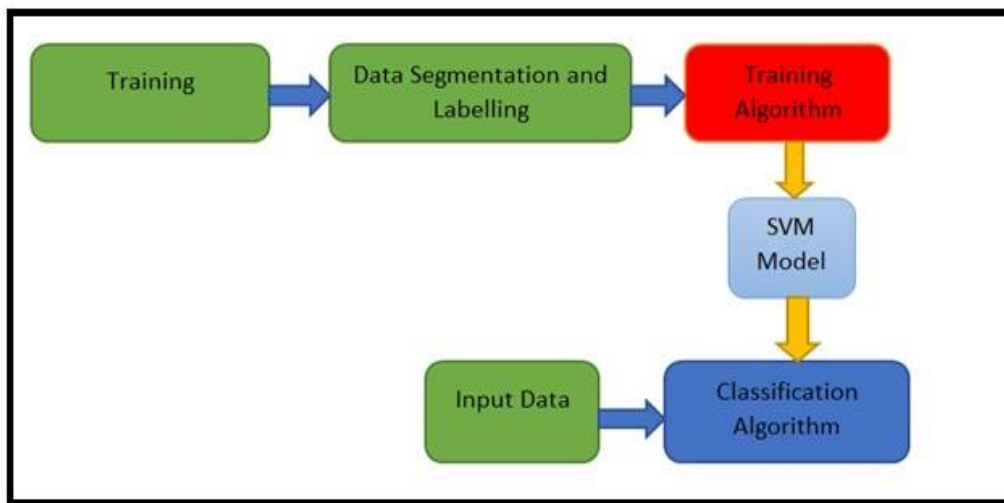 Training
Data Segmentation and
Labelling
Training
Algorithm
SVM
Model
Input Data
Classification
Algorithm